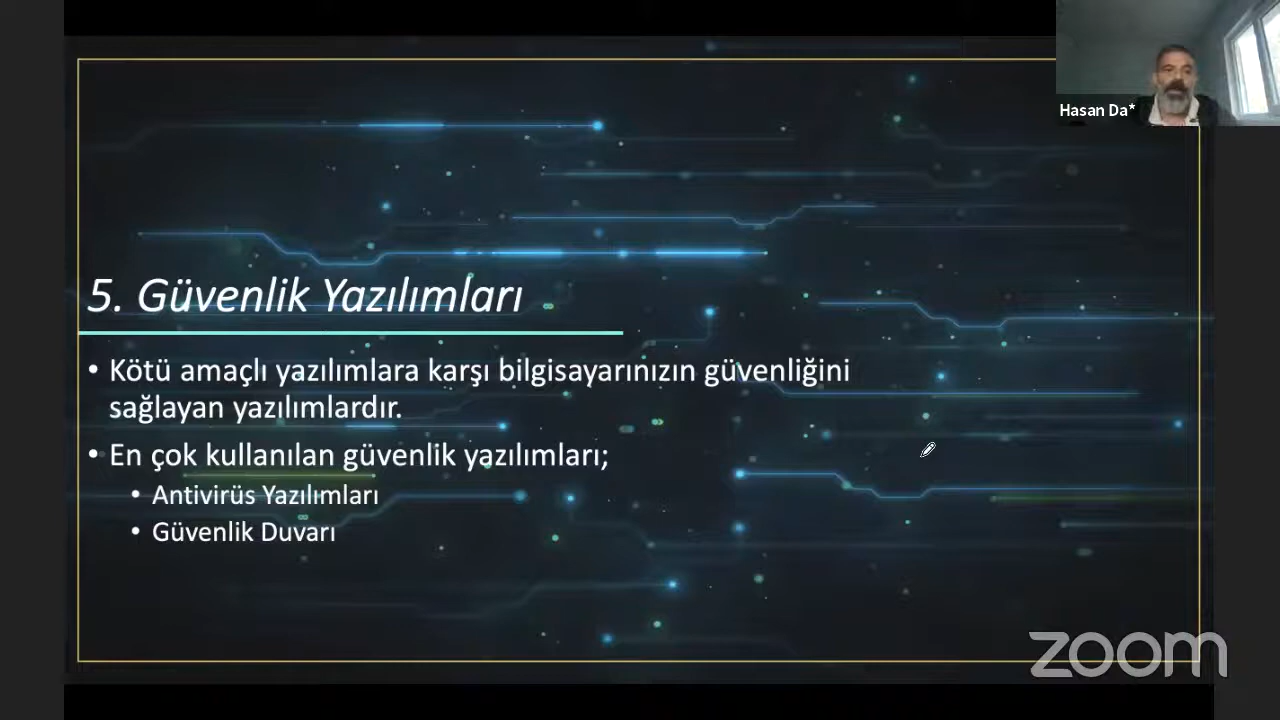 Hasan Da*
5. Güvenlik Yazılımları
• Kötü amaçlı yazılımlara karşı bilgisayarınızın güvenliğini
sağlayan yazılımlardır.
• En çok kullanılan güvenlik yazılımları;
• Antivirüs Yazılımları
• Güvenlik Duvarı
zoom